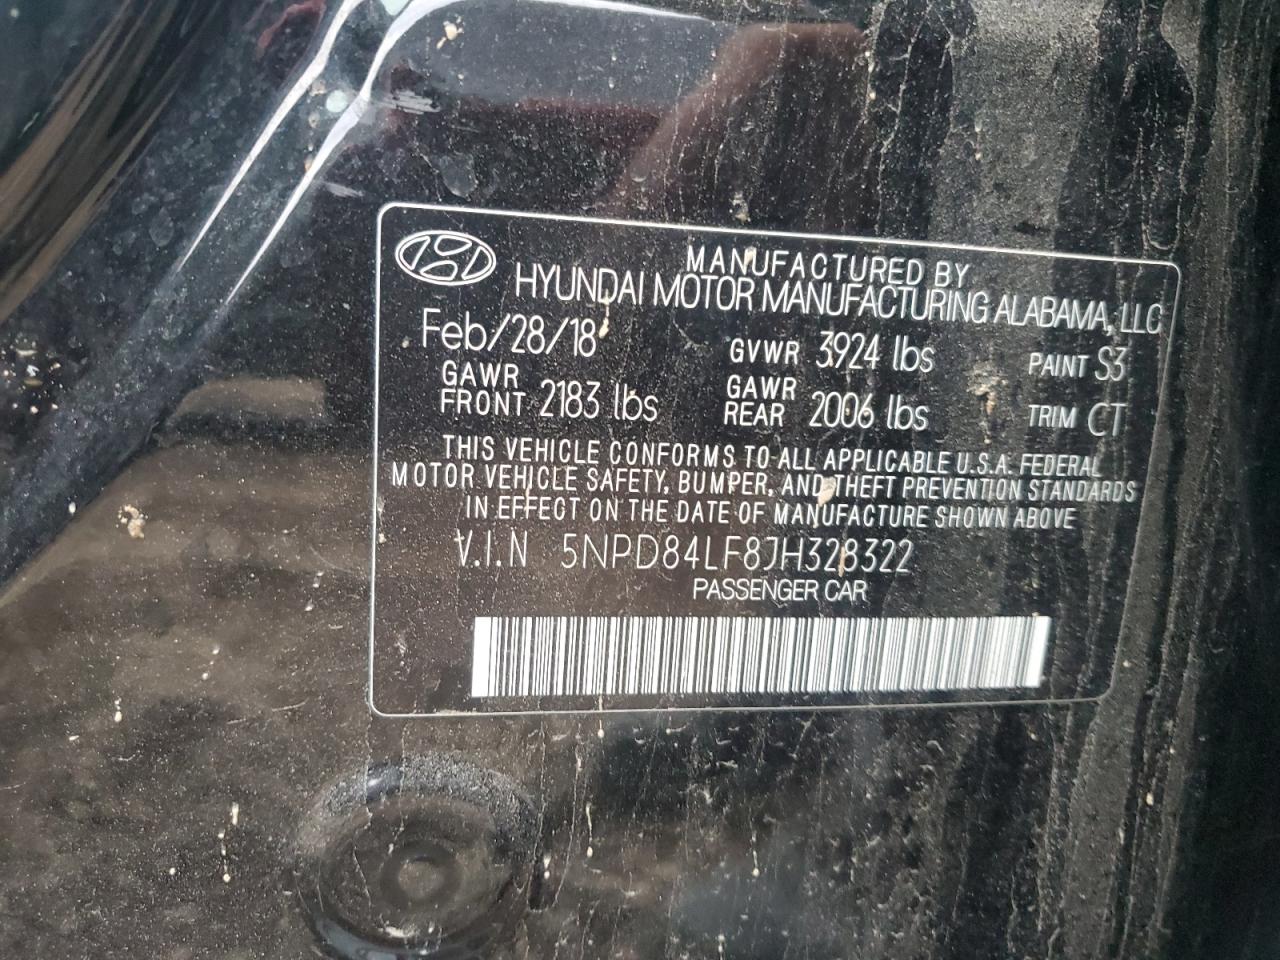 MANUFACTURED BY
HYUNDAI MOTOR MANUFACTURING ALABAMA, LLC
Feb/28/18 GVWR 3924 lbs PAINT S3
GAWR FRONT 2183 lbs GAWR REAR 2006 lbs TRIM CT
THIS VEHICLE CONFORMS TO ALL APPLICABLE U.S.A. FEDERAL
MOTOR VEHICLE SAFETY, BUMPER, AND THEFT PREVENTION STANDARDS
IN EFFECT ON THE DATE OF MANUFACTURE SHOWN ABOVE
V.I.N 5NPD84LF8JH328322
PASSENGER CAR